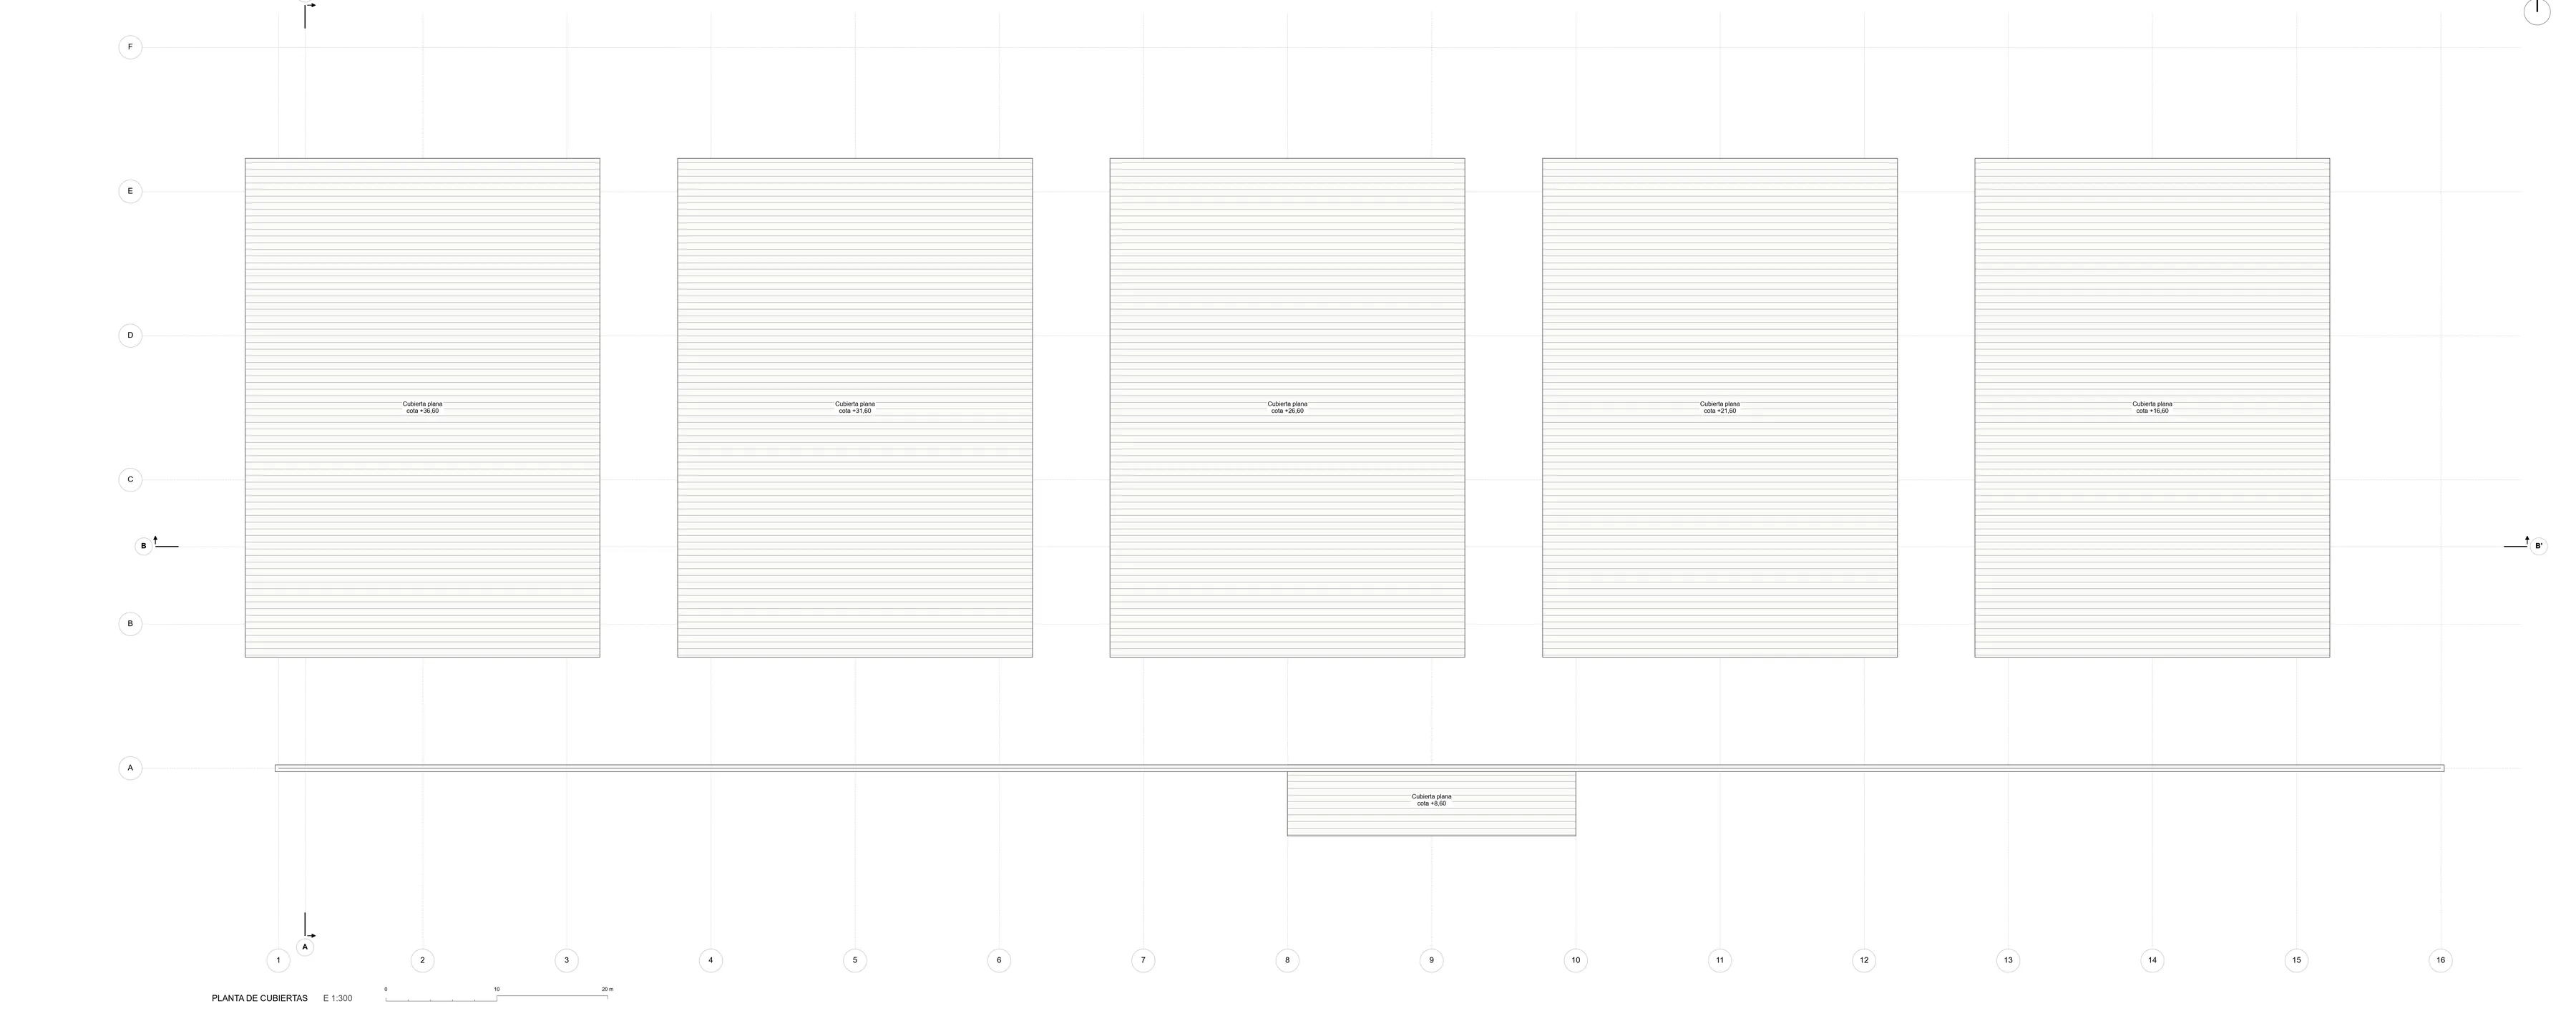 F
E
D
Cubierta plana
cota +36,60
Cubierta plana
cota +31,60
Cubierta plana
cota +26,60
Cubierta plana
cota +21,60
Cubierta plana
cota +16,60
C
B
B'
B
A
Cubierta plana
cota +8,60
A
1 2 3 4 5 6 7 8 9 10 11 12 13 14 15 16
0 10 20 m
PLANTA DE CUBIERTAS E 1:300